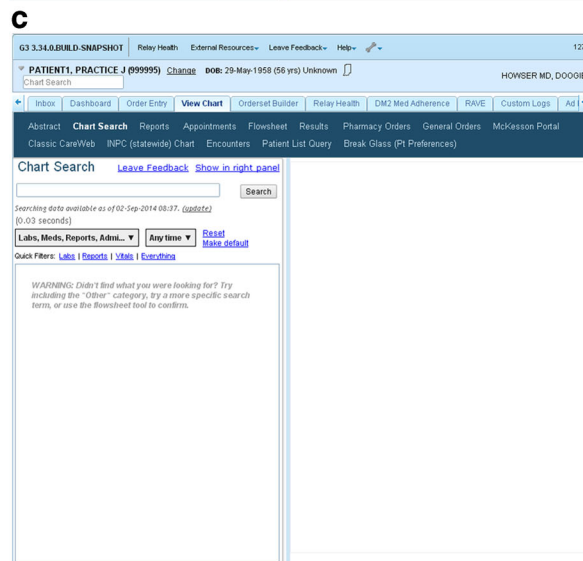 C
G3 3.34.0.BUILD-SNAPSHOT Relay Health External Resources Leave Feedback Help 12
PATIENT1, PRACTICE J (999995) Change DOB: 29-May-1958 (56 yrs) Unknown
Chart Search
HOWSER MD, DOOGIE
Inbox Dashboard Order Entry View Chart Orderset Builder Relay Health DM2 Med Adherence RAVE Custom Logs Ad
Abstract Chart Search Reports Appointments Flowsheet Results Pharmacy Orders General Orders McKesson Portal
Classic CareWeb INPC (statewide) Chart Encounters Patient List Query Break Glass (Pt Preferences)
Chart Search Leave Feedback Show in right panel
Search
Searching data available as of 02-Sep-2014 08:37. (update)
(0.03 seconds)
Labs, Meds, Reports, Admi... ▼ Any time ▼ Reset
Make default
Quick Filters: Labs | Reports | Vitals | Everything
WARNING: Didn't find what you were looking for? Try
including the "Other" category, try a more specific search
term, or use the flowsheet tool to confirm.